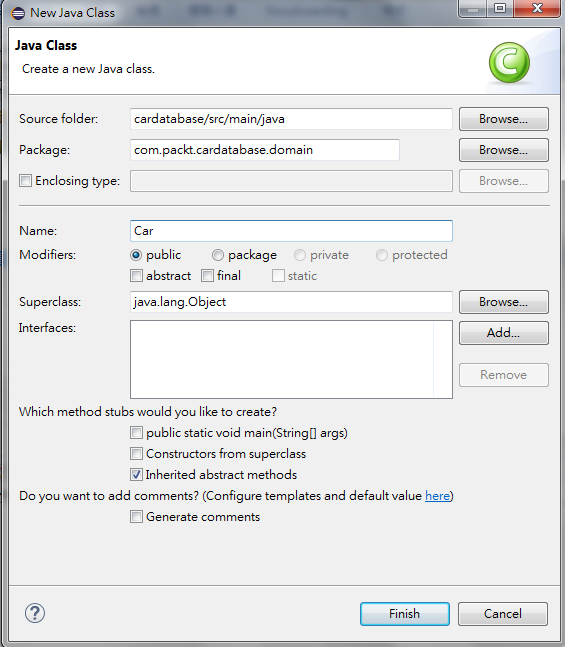 New Java Class
Java Class
Create a new Java class.
Source folder: cardatabase/src/main/java Browse...
Package: com.packt.cardatabase.domain Browse...
Enclosing type: Browse...
Name: Car
Modifiers: public package private protected
abstract final static
Superclass: java.lang.Object Browse...
Interfaces: Add...
Remove
Which method stubs would you like to create?
public static void main(String[] args)
Constructors from superclass
Inherited abstract methods
Do you want to add comments? (Configure templates and default value here)
Generate comments
Finish Cancel